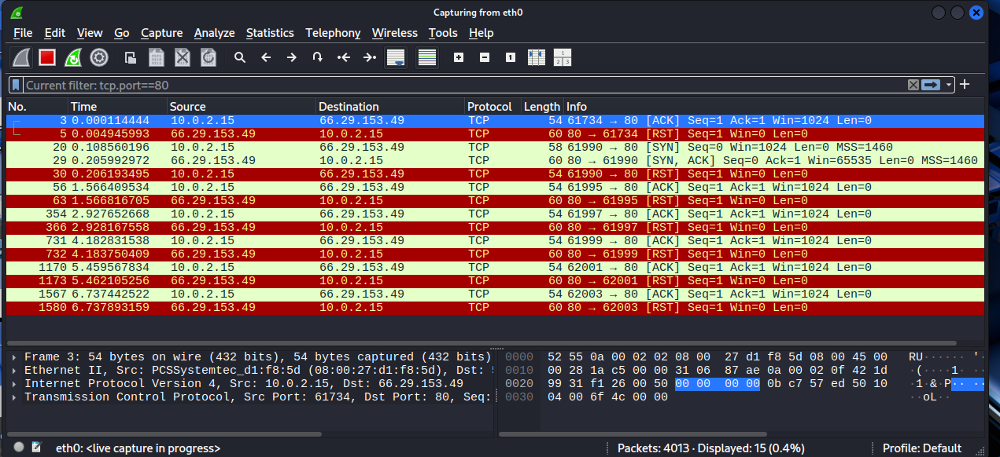 Capturing from eth0
File Edit View Go Capture Analyze Statistics Telephony Wireless Tools Help
Current filter: tcp.port==80
No. Time Source Destination Protocol Length Info
3 0.000114444 10.0.2.15 66.29.153.49 TCP 54 61734 → 80 [ACK] Seq=1 Ack=1 Win=1024 Len=0
5 0.004945993 66.29.153.49 10.0.2.15 TCP 60 80 → 61734 [RST] Seq=1 Win=0 Len=0
20 0.108560196 10.0.2.15 66.29.153.49 TCP 58 61990 → 80 [SYN] Seq=0 Win=1024 Len=0 MSS=1460
29 0.205992972 66.29.153.49 10.0.2.15 TCP 60 80 → 61990 [SYN, ACK] Seq=0 Ack=1 Win=65535 Len=0 MSS=1460
30 0.206193495 10.0.2.15 66.29.153.49 TCP 54 61990 → 80 [RST] Seq=1 Win=0 Len=0
56 1.566409534 10.0.2.15 66.29.153.49 TCP 54 61995 → 80 [ACK] Seq=1 Ack=1 Win=1024 Len=0
63 1.566816705 66.29.153.49 10.0.2.15 TCP 60 80 → 61995 [RST] Seq=1 Win=0 Len=0
354 2.927652668 10.0.2.15 66.29.153.49 TCP 54 61997 → 80 [ACK] Seq=1 Ack=1 Win=1024 Len=0
366 2.928167558 66.29.153.49 10.0.2.15 TCP 60 80 → 61997 [RST] Seq=1 Win=0 Len=0
731 4.182831538 10.0.2.15 66.29.153.49 TCP 54 61999 → 80 [ACK] Seq=1 Ack=1 Win=1024 Len=0
732 4.183750409 66.29.153.49 10.0.2.15 TCP 60 80 → 61999 [RST] Seq=1 Win=0 Len=0
1170 5.459567834 10.0.2.15 66.29.153.49 TCP 54 62001 → 80 [ACK] Seq=1 Ack=1 Win=1024 Len=0
1173 5.462105256 66.29.153.49 10.0.2.15 TCP 60 80 → 62001 [RST] Seq=1 Win=0 Len=0
1567 6.737442522 10.0.2.15 66.29.153.49 TCP 54 62003 → 80 [ACK] Seq=1 Ack=1 Win=1024 Len=0
1580 6.737893159 66.29.153.49 10.0.2.15 TCP 60 80 → 62003 [RST] Seq=1 Win=0 Len=0
Frame 3: 54 bytes on wire (432 bits), 54 bytes captured (432 bits)
Ethernet II, Src: PCSSystemtec_d1:f8:5d (08:00:27:d1:f8:5d), Dst:
Internet Protocol Version 4, Src: 10.0.2.15, Dst: 66.29.153.49
Transmission Control Protocol, Src Port: 61734, Dst Port: 80, Seq:
0000 52 55 0a 00 02 02 08 00 27 d1 f8 5d 08 00 45 00 RU······ '·
0010 00 28 1a c5 00 00 31 06 87 ae 0a 00 02 0f 42 1d ·(····1· ··
0020 99 31 f1 26 00 50 00 00 00 00 0b c7 57 ed 50 10 ·1·&·P·· ··
0030 04 00 6f 4c 00 00 ··oL··
eth0: <live capture in progress>
Packets: 4013 · Displayed: 15 (0.4%)
Profile: Default